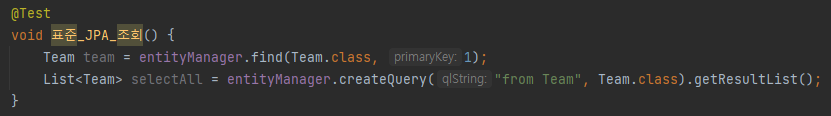 @Test
void 표준_JPA_조회() {
Team team = entityManager.find(Team.class, primaryKey: 1);
List<Team> selectAll = entityManager.createQuery( qlString: "from Team", Team.class).getResultList();
}